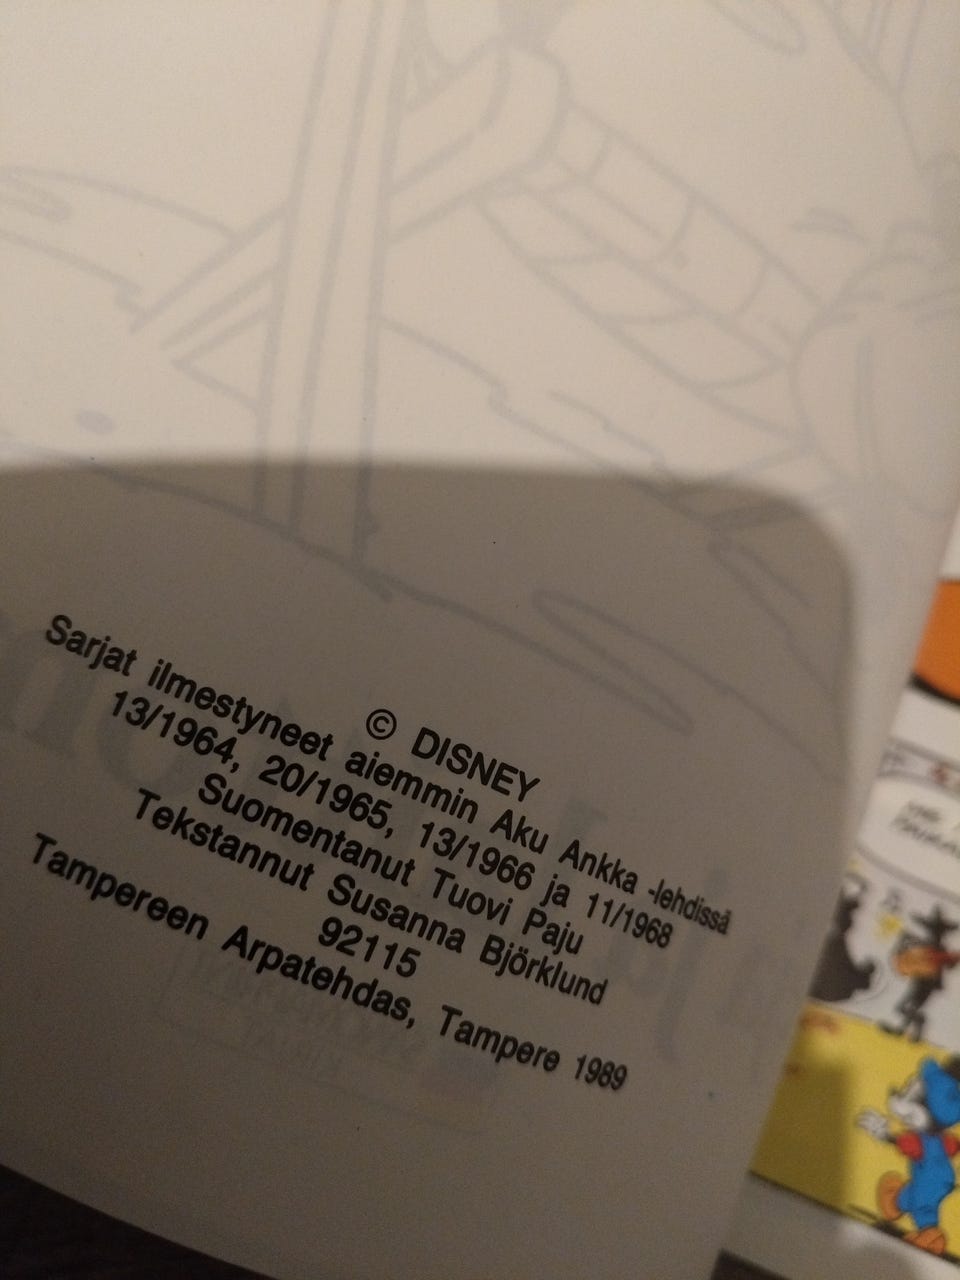 © DISNEY
Sarjat ilmestyneet aiemmin Aku Ankka -lehdissä
13/1964, 20/1965, 13/1966 ja 11/1968
Suomentanut Tuovi Paju
Tekstannut Susanna Björklund
92115
Tampereen Arpatehdas, Tampere 1989